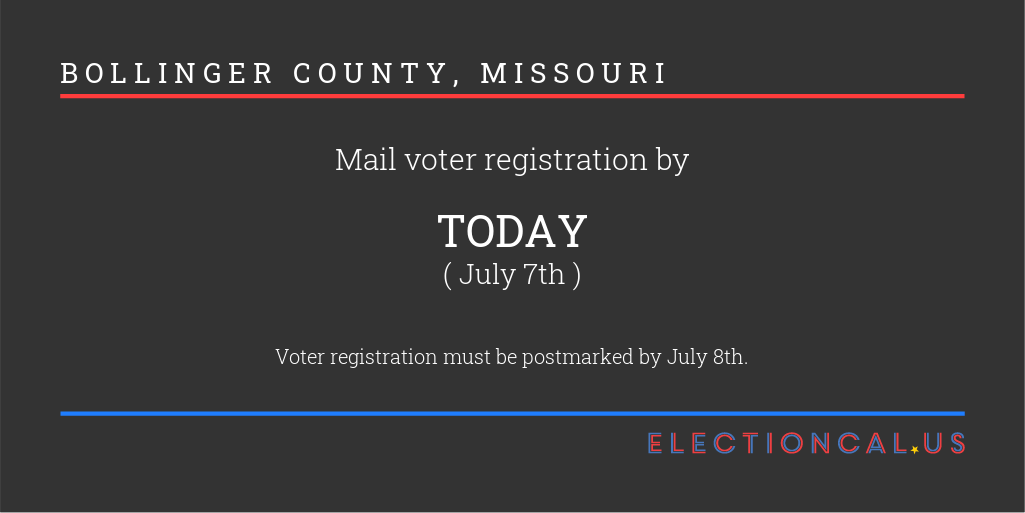 BOLLINGER COUNTY, MISSOURI
Mail voter registration by
TODAY
( July 7th )
Voter registration must be postmarked by July 8th.
ELECTIONCAL.US